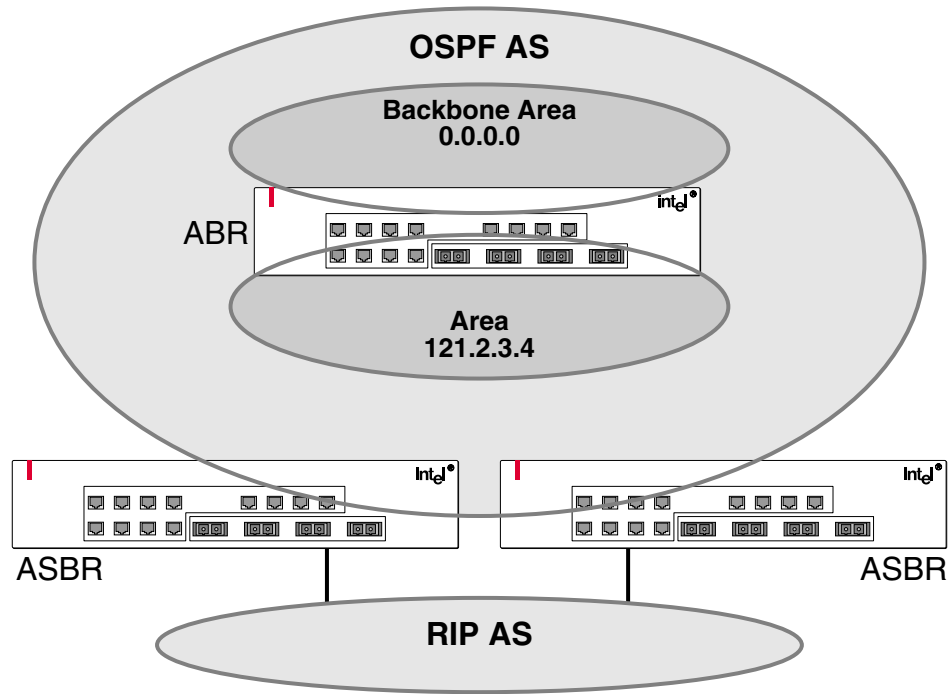 OSPF AS
Backbone Area
0.0.0.0
intel®
ABR
Area
121.2.3.4
intel®
intel®
ASBR
ASBR
RIP AS